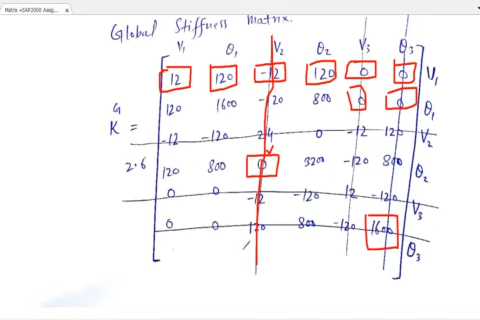 Matrix +SAP2000 Assig...
Global Stiffness Matrix.
V₁ θ₁ V₂ θ₂ V₃ θ₃
12 120 -12 120 0 0 V₁
G 120 1600 -120 800 0 0 θ₁
K = -12 -120 24 0 -12 120 V₂
2.6 120 800 0 3200 -120 800 θ₂
0 0 -12 -120 12 -120 V₃
0 0 120 800 -120 1600 θ₃